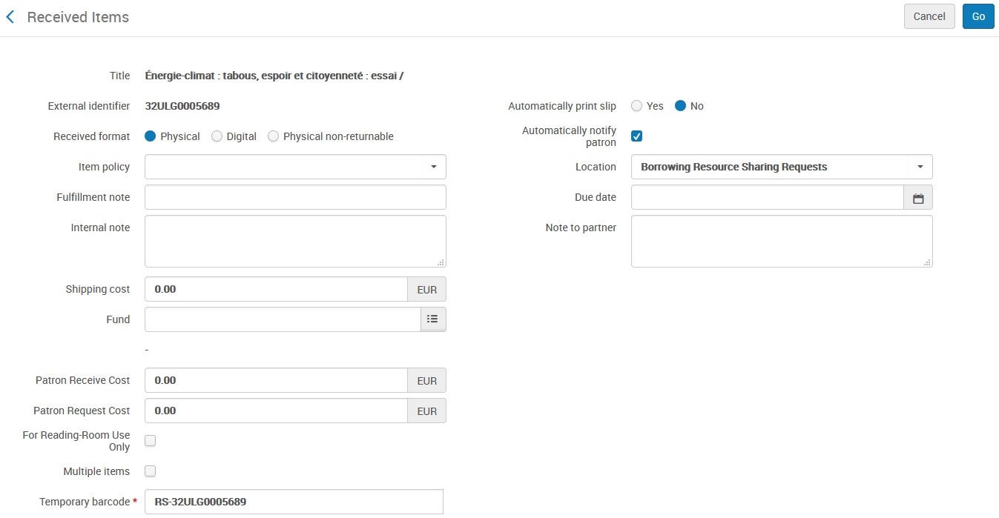 Received Items
Cancel
Go
Title
Énergie-climat : tabous, espoir et citoyenneté : essai /
External identifier
32ULG0005689
Automatically print slip
Yes
No
Received format
Physical
Digital
Physical non-returnable
Automatically notify
patron
Item policy
Location
Borrowing Resource Sharing Requests
Fulfillment note
Due date
Internal note
Note to partner
Shipping cost
0.00
EUR
Fund
-
Patron Receive Cost
0.00
EUR
Patron Request Cost
0.00
EUR
For Reading-Room Use
Only
Multiple items
Temporary barcode *
RS-32ULG0005689